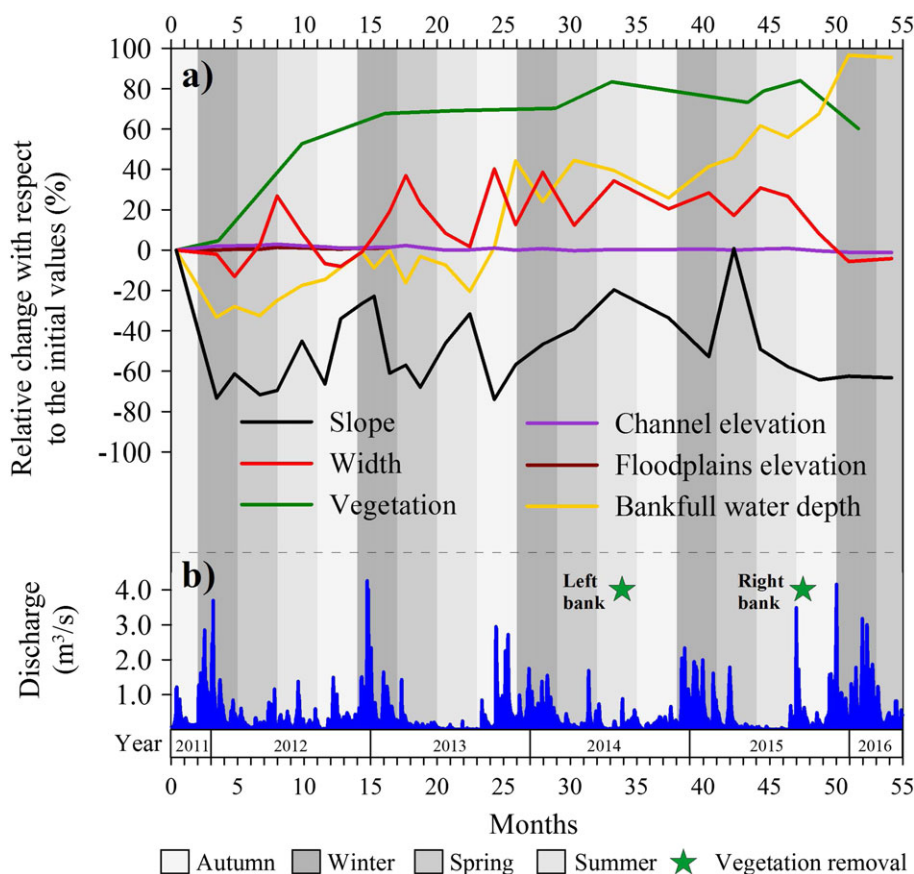 0 5 10 15 20 25 30 35 40 45 50 55
a)
100
80
60
40
20
0
-20
-40
-60
-80
-100
Relative change with respect
to the initial values (%)
Slope
Width
Vegetation
Channel elevation
Floodplains elevation
Bankfull water depth
b)
4.0
3.0
2.0
1.0
Discharge
(m³/s)
Left
bank
Right
bank
Year 2011 2012 2013 2014 2015 2016
0 5 10 15 20 25 30 35 40 45 50 55
Months
Autumn Winter Spring Summer Vegetation removal